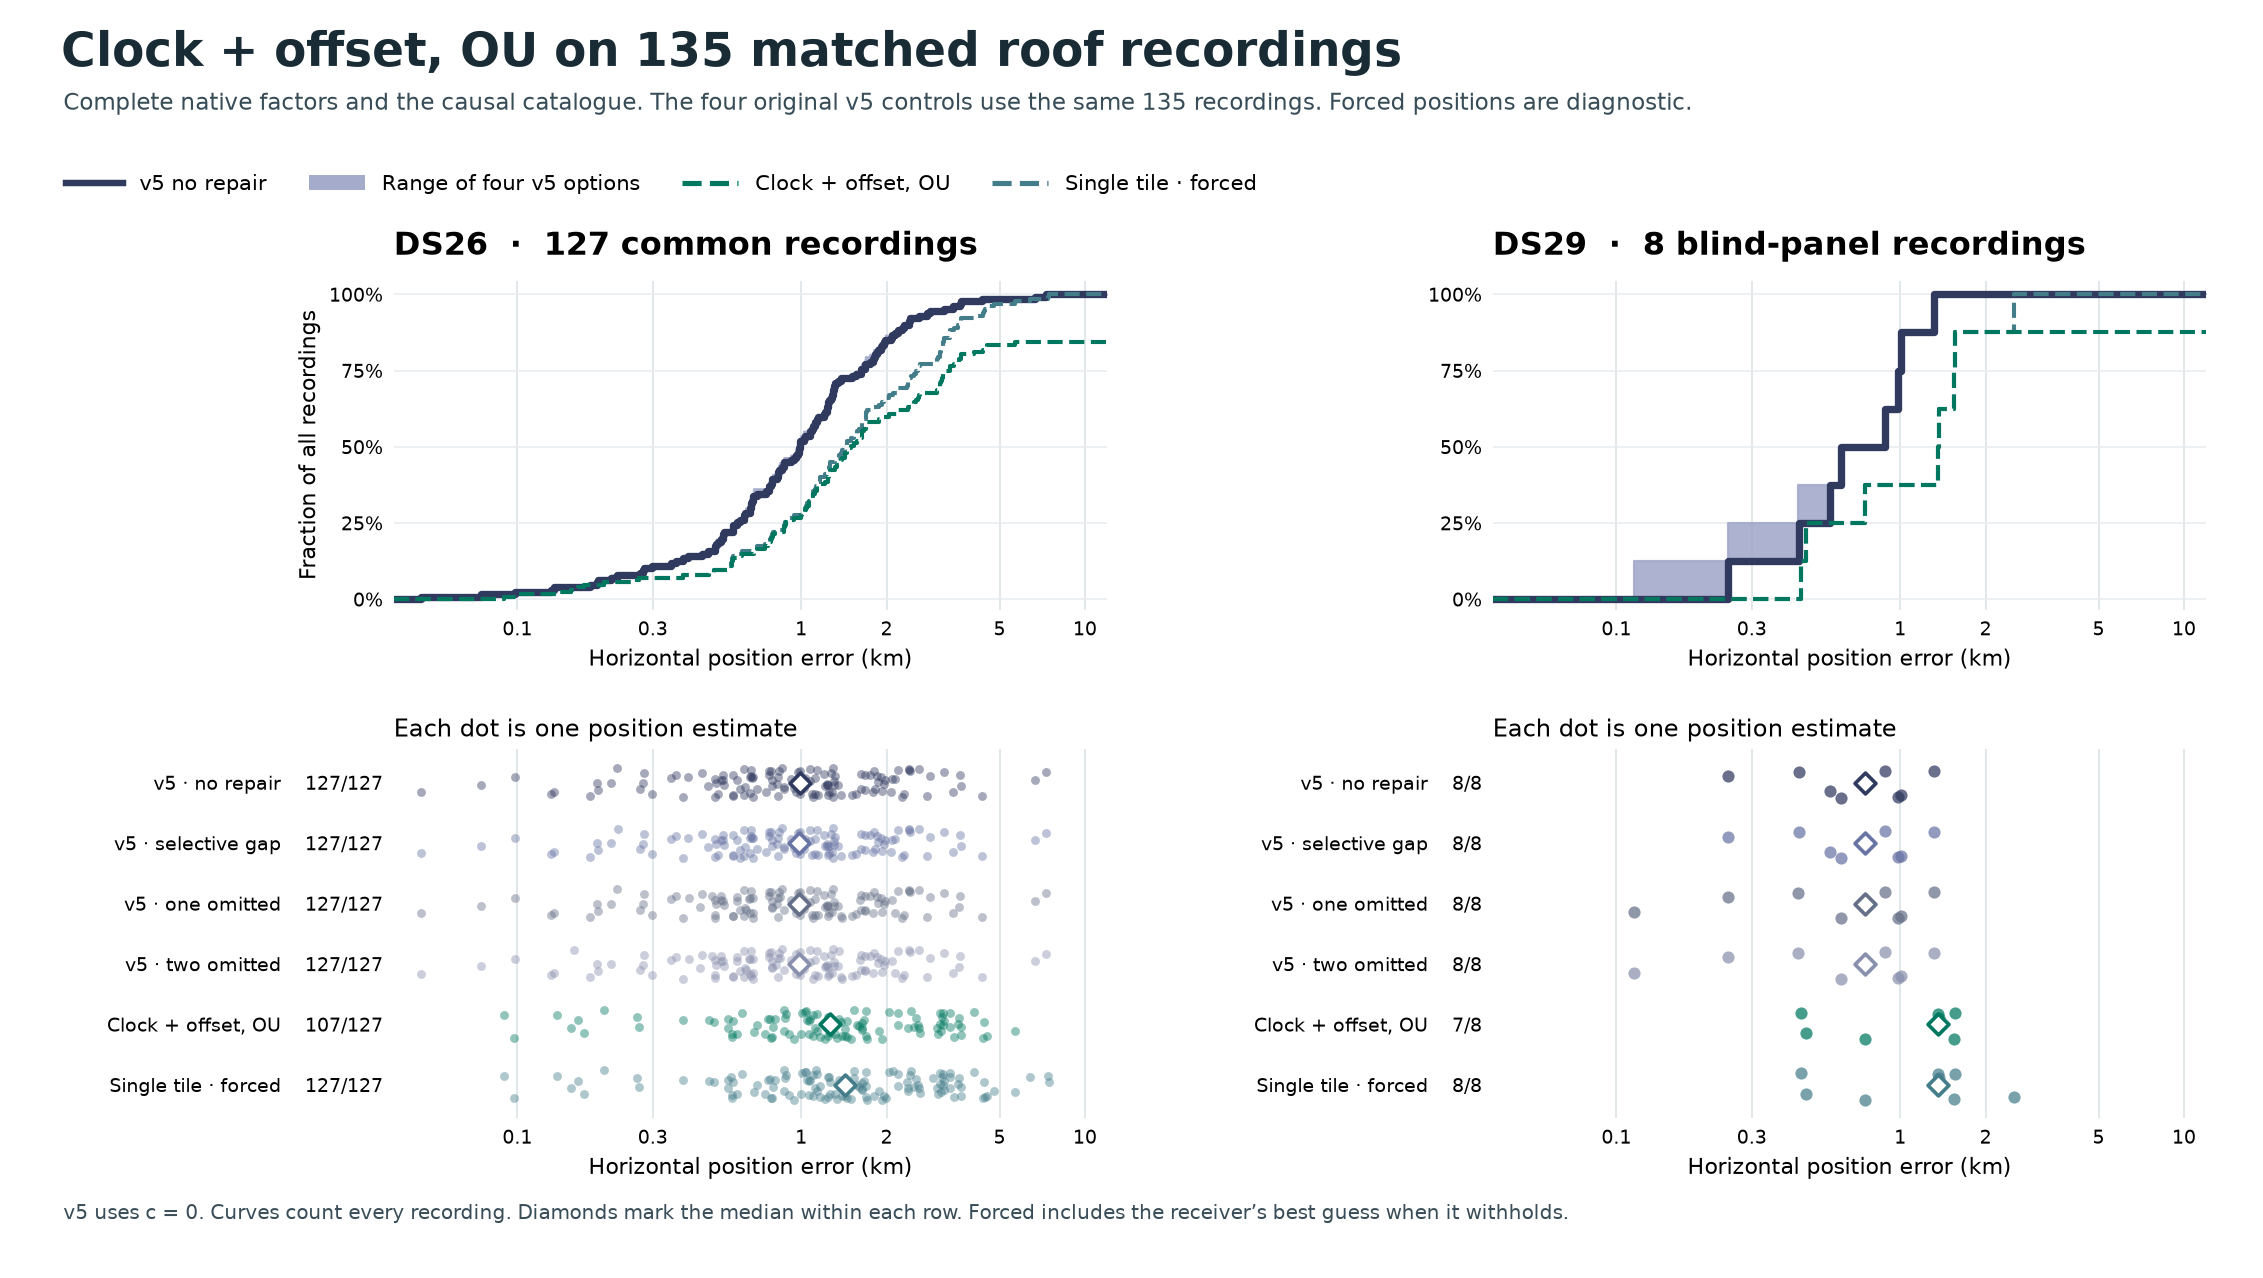 Clock + offset, OU on 135 matched roof recordings
Complete native factors and the causal catalogue. The four original v5 controls use the same 135 recordings. Forced positions are diagnostic.
v5 no repair
Range of four v5 options
Clock + offset, OU
Single tile · forced
DS26 · 127 common recordings
Fraction of all recordings
100%
75%
50%
25%
0%
0.1 0.3 1 2 5 10
Horizontal position error (km)
DS29 · 8 blind-panel recordings
100%
75%
50%
25%
0%
0.1 0.3 1 2 5 10
Horizontal position error (km)
Each dot is one position estimate
v5 · no repair 127/127
v5 · selective gap 127/127
v5 · one omitted 127/127
v5 · two omitted 127/127
Clock + offset, OU 107/127
Single tile · forced 127/127
0.1 0.3 1 2 5 10
Horizontal position error (km)
Each dot is one position estimate
v5 · no repair 8/8
v5 · selective gap 8/8
v5 · one omitted 8/8
v5 · two omitted 8/8
Clock + offset, OU 7/8
Single tile · forced 8/8
0.1 0.3 1 2 5 10
Horizontal position error (km)
v5 uses c = 0. Curves count every recording. Diamonds mark the median within each row. Forced includes the receiver’s best guess when it withholds.